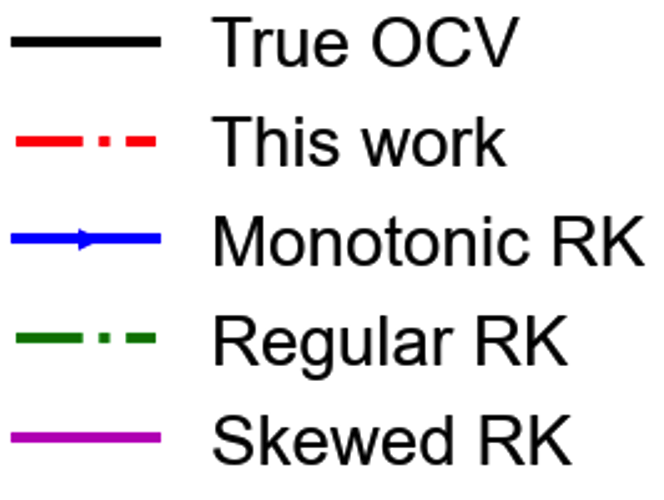 True OCV
This work
Monotonic RK
Regular RK
Skewed RK